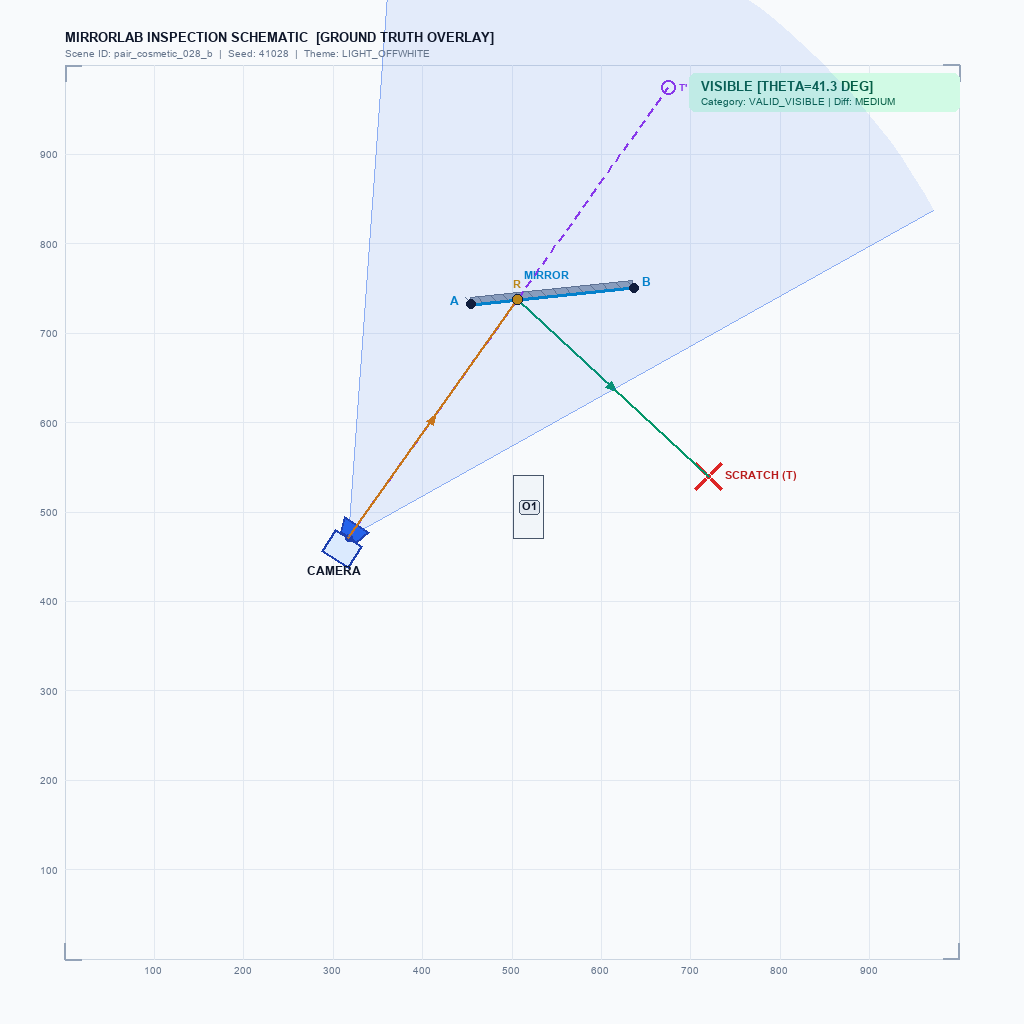 MIRRORLAB INSPECTION SCHEMATIC [GROUND TRUTH OVERLAY]
Scene ID: pair_cosmetic_028_b | Seed: 41028 | Theme: LIGHT_OFFWHITE
VISIBLE [THETA=41.3 DEG]
Category: VALID_VISIBLE | Diff: MEDIUM
T'
900
800
MIRROR
R
A
B
700
600
SCRATCH (T)
O1
500
CAMERA
400
300
200
100
100 200 300 400 500 600 700 800 900